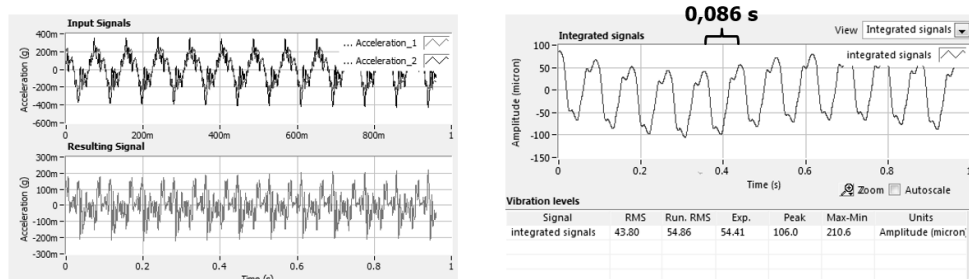 0,086 s
Input Signals
400m
200m
0
-200m
-400m
-600m
Acceleration (g)
... Acceleration_1
... Acceleration_2
0
200m
400m
600m
800m
1
Resulting Signal
300m
200m
100m
0
-100m
-200m
-300m
Acceleration (g)
0
0.2
0.4
0.6
0.8
1
Time (s)
View Integrated signals
Integrated signals
integrated signals
100
50
0
-50
-100
-150
Amplitude (micron)
0
0.2
0.4
0.6
0.8
1
Time (s)
Zoom Autoscale
Vibration levels
Signal RMS Run. RMS Exp. Peak Max-Min Units
integrated signals 43.80 54.86 54.41 106.0 210.6 Amplitude (micron